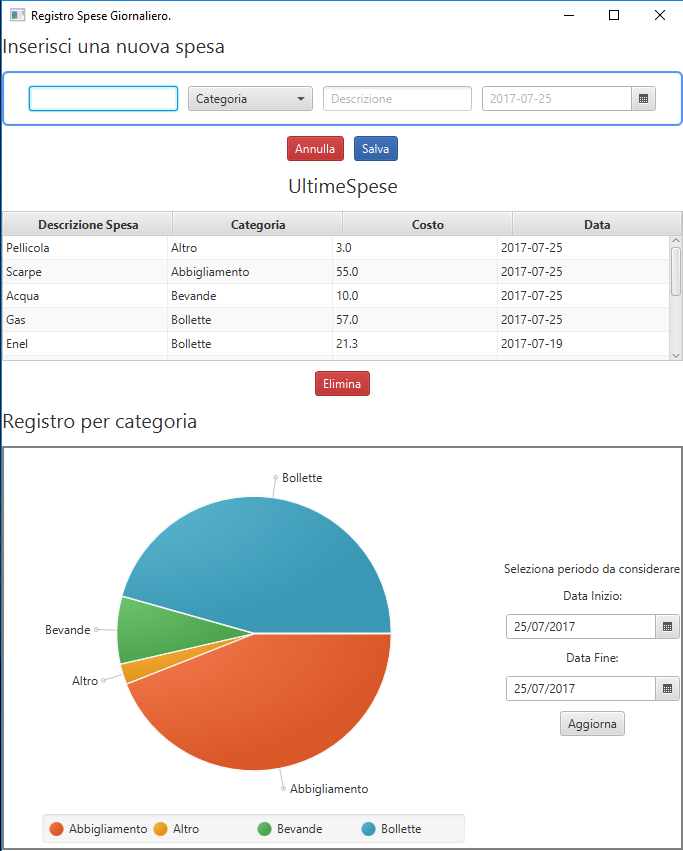 Registro Spese Giornaliero.
Inserisci una nuova spesa
Categoria Descrizione 2017-07-25
Annulla Salva
UltimeSpese
Descrizione Spesa Categoria Costo Data
Pellicola Altro 3.0 2017-07-25
Scarpe Abbigliamento 55.0 2017-07-25
Acqua Bevande 10.0 2017-07-25
Gas Bollette 57.0 2017-07-25
Enel Bollette 21.3 2017-07-19
Elimina
Registro per categoria
Bollette
Bevande
Altro
Abbigliamento
Seleziona periodo da considerare
Data Inizio:
25/07/2017
Data Fine:
25/07/2017
Aggiorna
Abbigliamento Altro Bevande Bollette